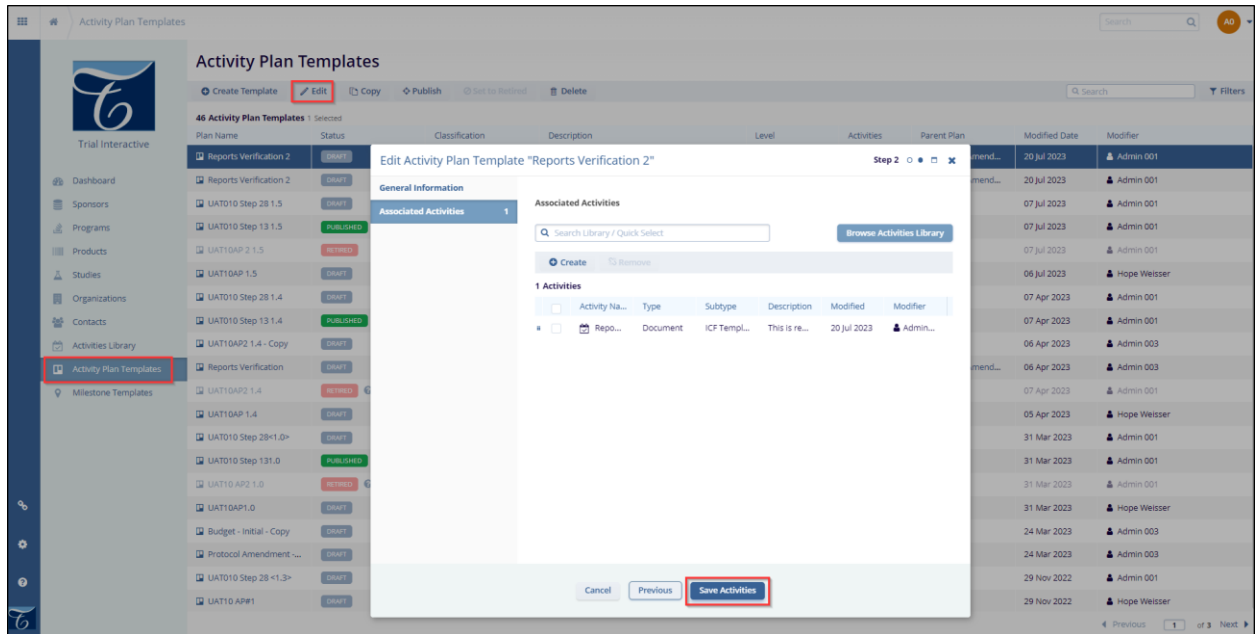 Activity Plan Templates
Search
AO
Activity Plan Templates
Create Template Edit Copy Publish Set to Retired Delete Search Filters
46 Activity Plan Templates 1 Selected
Trial Interactive
Plan Name Status Classification Description Level Activities Parent Plan Modified Date Modifier
Reports Verification 2 DRAFT mend... 20 Jul 2023 Admin 001
Dashboard Reports Verification 2 DRAFT mend... 20 Jul 2023 Admin 001
Sponsors UAT010 Step 28 1.5 DRAFT 07 Jul 2023 Admin 001
Programs UAT010 Step 13 1.5 PUBLISHED 07 Jul 2023 Admin 001
Products UAT10AP 2 1.5 RETIRED 07 Jul 2023 Admin 001
Studies UAT10AP 1.5 DRAFT 06 Jul 2023 Hope Weisser
Organizations UAT010 Step 28 1.4 DRAFT 07 Apr 2023 Admin 001
Contacts UAT010 Step 13 1.4 PUBLISHED 07 Apr 2023 Admin 001
Activities Library UAT10AP2 1.4 - Copy DRAFT 06 Apr 2023 Admin 003
Activity Plan Templates Reports Verification DRAFT mend... 06 Apr 2023 Admin 003
Milestone Templates UAT10AP2 1.4 RETIRED 07 Apr 2023 Admin 001
UAT10AP 1.4 DRAFT 05 Apr 2023 Hope Weisser
UAT010 Step 28<1.0> DRAFT 31 Mar 2023 Admin 001
UAT010 Step 131.0 PUBLISHED 31 Mar 2023 Admin 001
UAT10 AP2 1.0 RETIRED 31 Mar 2023 Admin 001
UAT10AP1.0 DRAFT 31 Mar 2023 Hope Weisser
Budget - Initial - Copy DRAFT 24 Mar 2023 Admin 003
Protocol Amendment -... DRAFT 24 Mar 2023 Admin 003
UAT010 Step 28 <1.3> DRAFT 29 Nov 2022 Admin 001
UAT10 AP#1 DRAFT 29 Nov 2022 Hope Weisser
Previous 1 of 3 Next
Edit Activity Plan Template "Reports Verification 2" Step 2
General Information
Associated Activities 1
Associated Activities
Search Library / Quick Select Browse Activities Library
Create Remove
1 Activities
Activity Na... Type Subtype Description Modified Modifier
Repo... Document ICF Templ... This is re... 20 Jul 2023 Admin...
Cancel Previous Save Activities